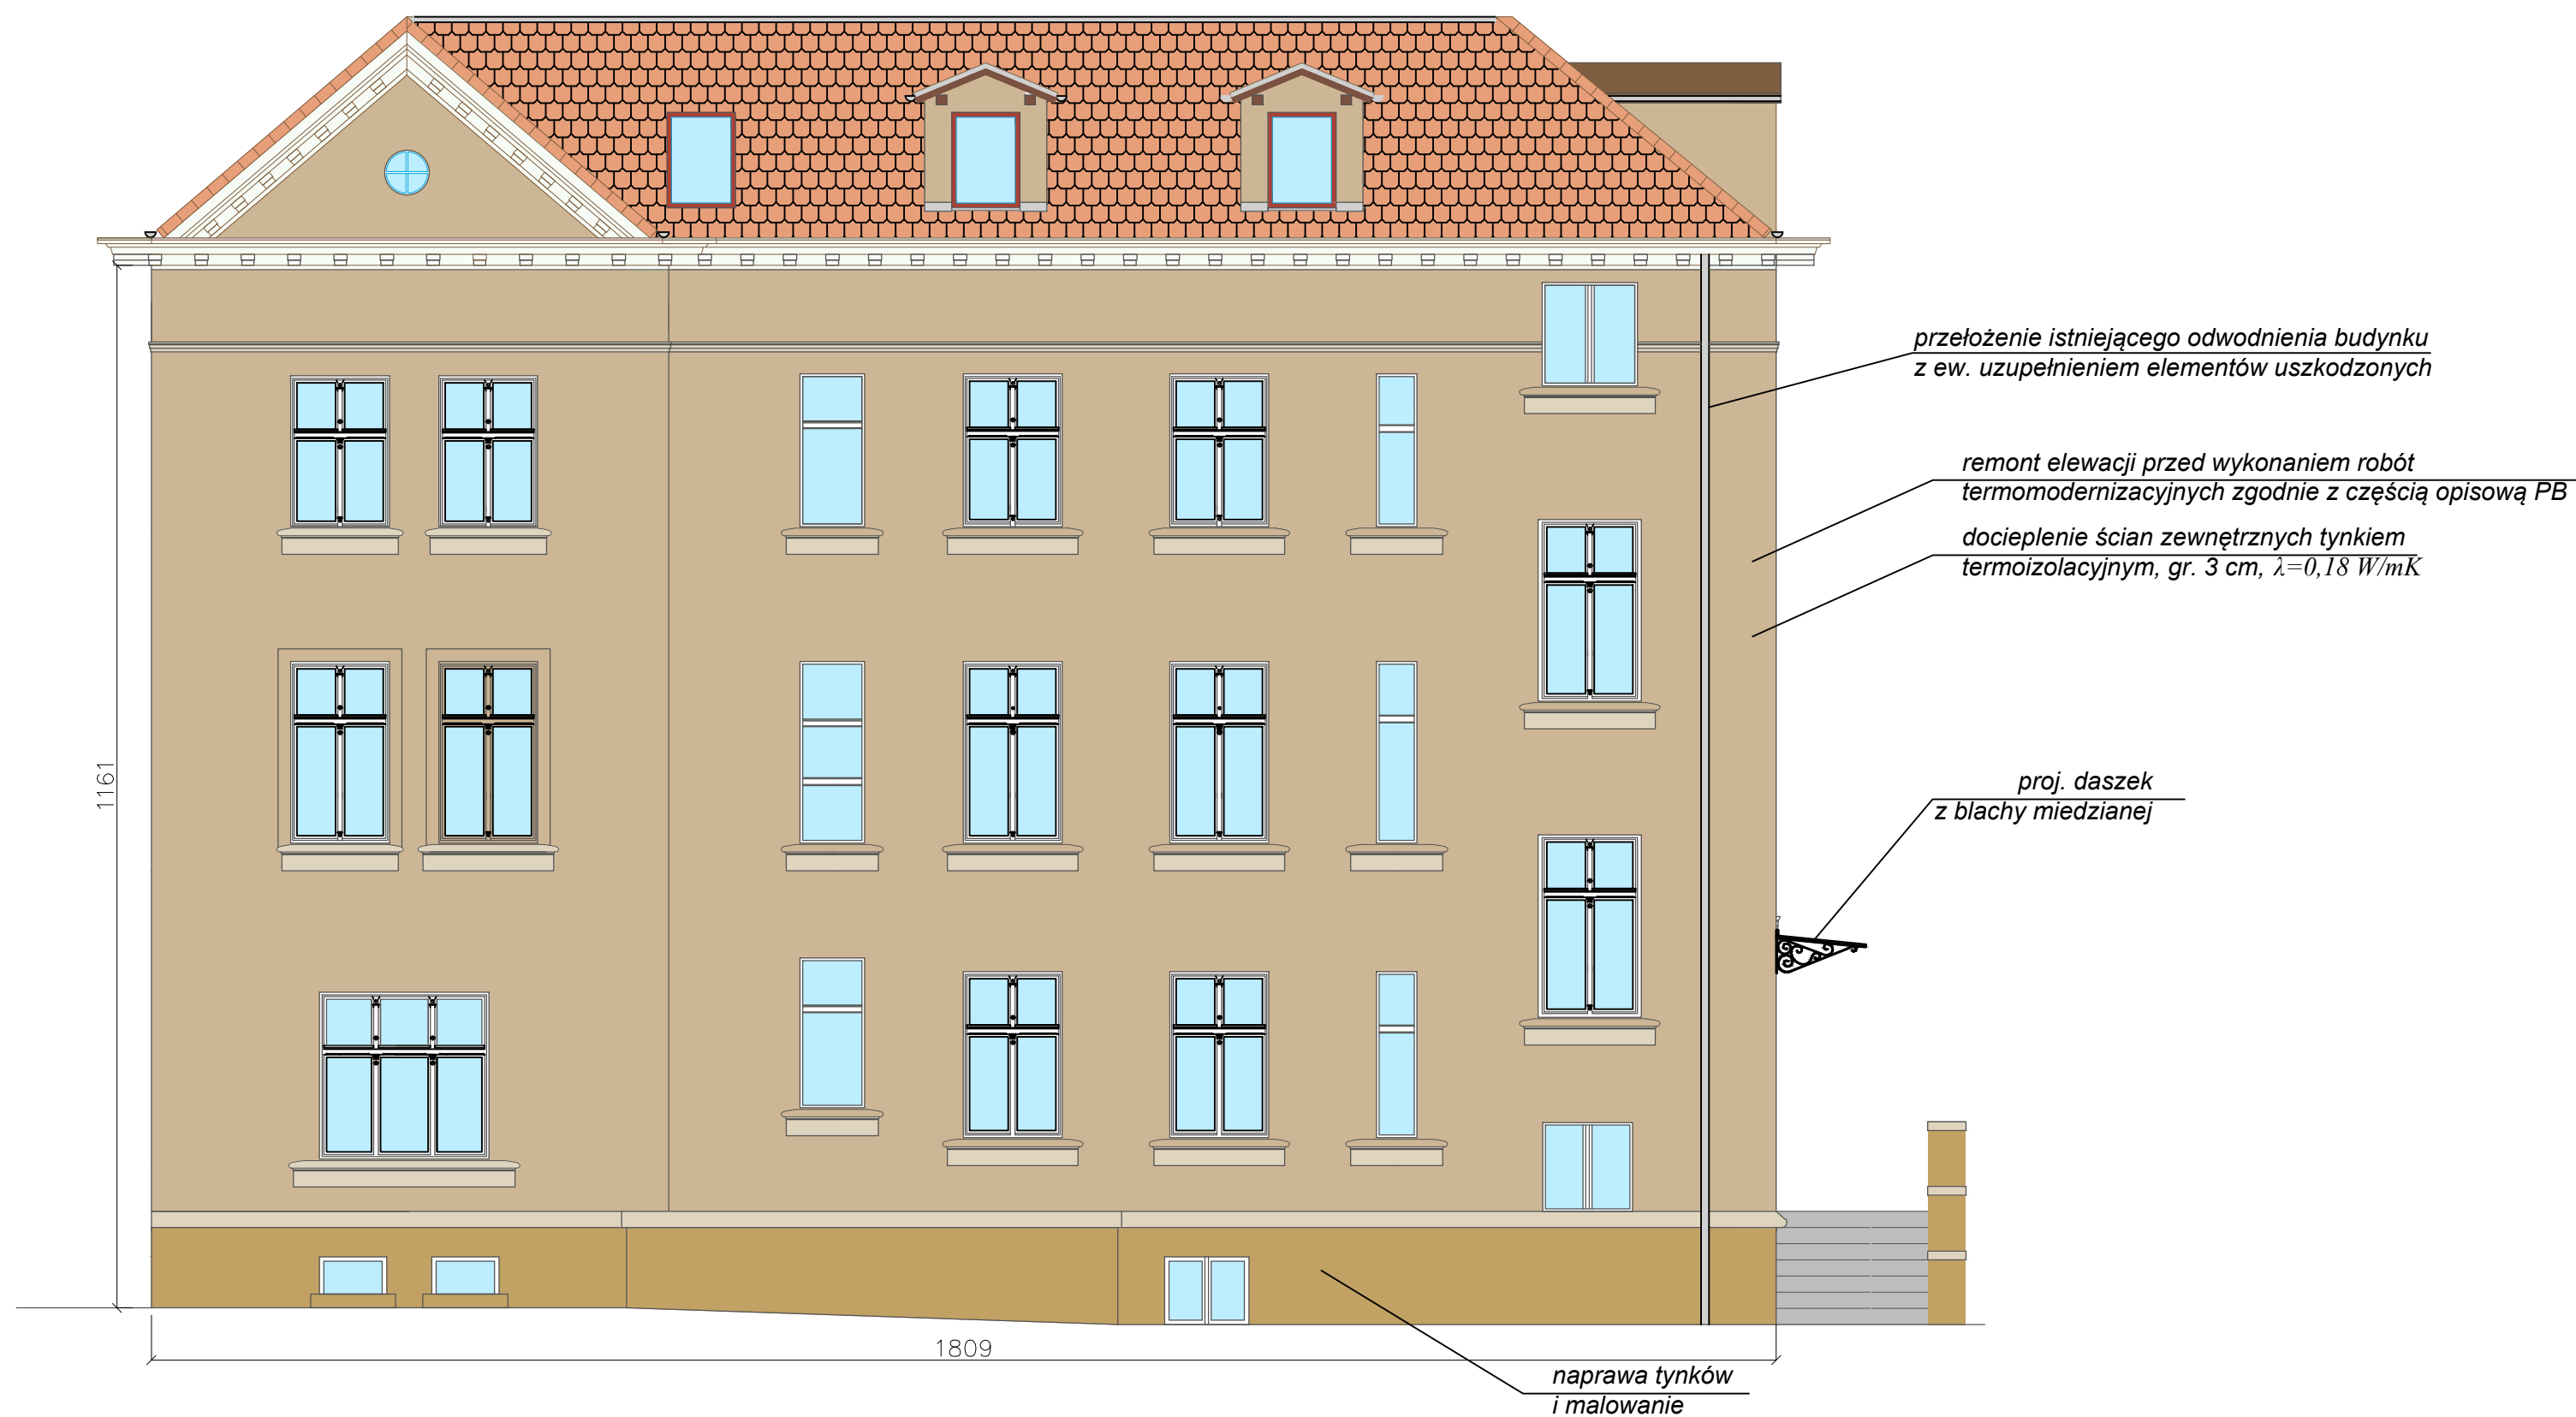 przełożenie istniejącego odwodnienia budynku
z ew. uzupełnieniem elementów uszkodzonych
remont elewacji przed wykonaniem robót
termomodernizacyjnych zgodnie z częścią opisową PB
docieplenie ścian zewnętrznych tynkiem
termoizolacyjnym, gr. 3 cm, λ=0,18 W/mK
1161
proj. daszek
z blachy miedzianej
1809
naprawa tynków
i malowanie